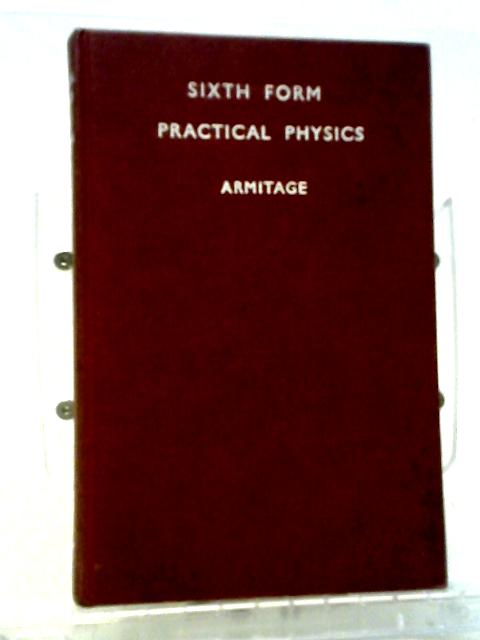 SIXTH FORM
PRACTICAL PHYSICS
ARMITAGE